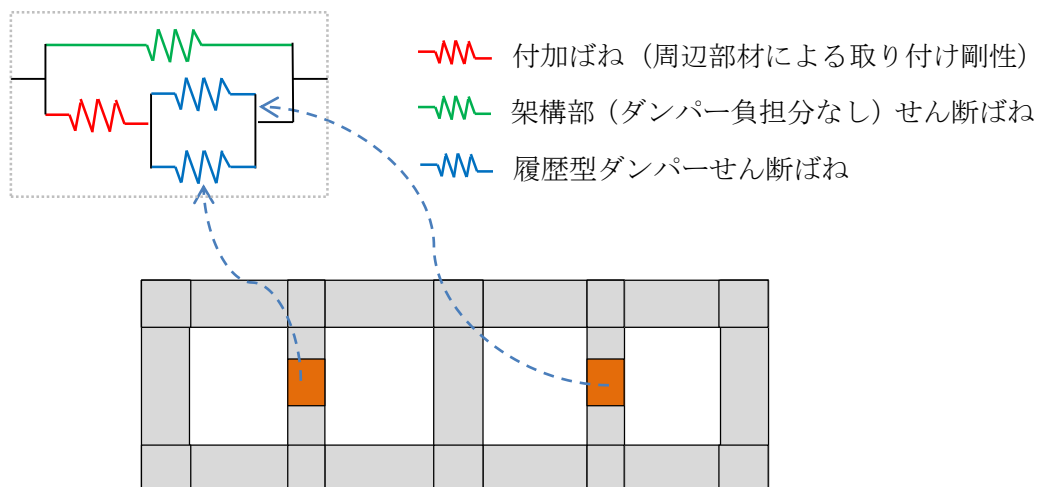 付加ばね（周辺部材による取り付け剛性）
架構部（ダンパー負担分なし）せん断ばね
履歴型ダンパーせん断ばね